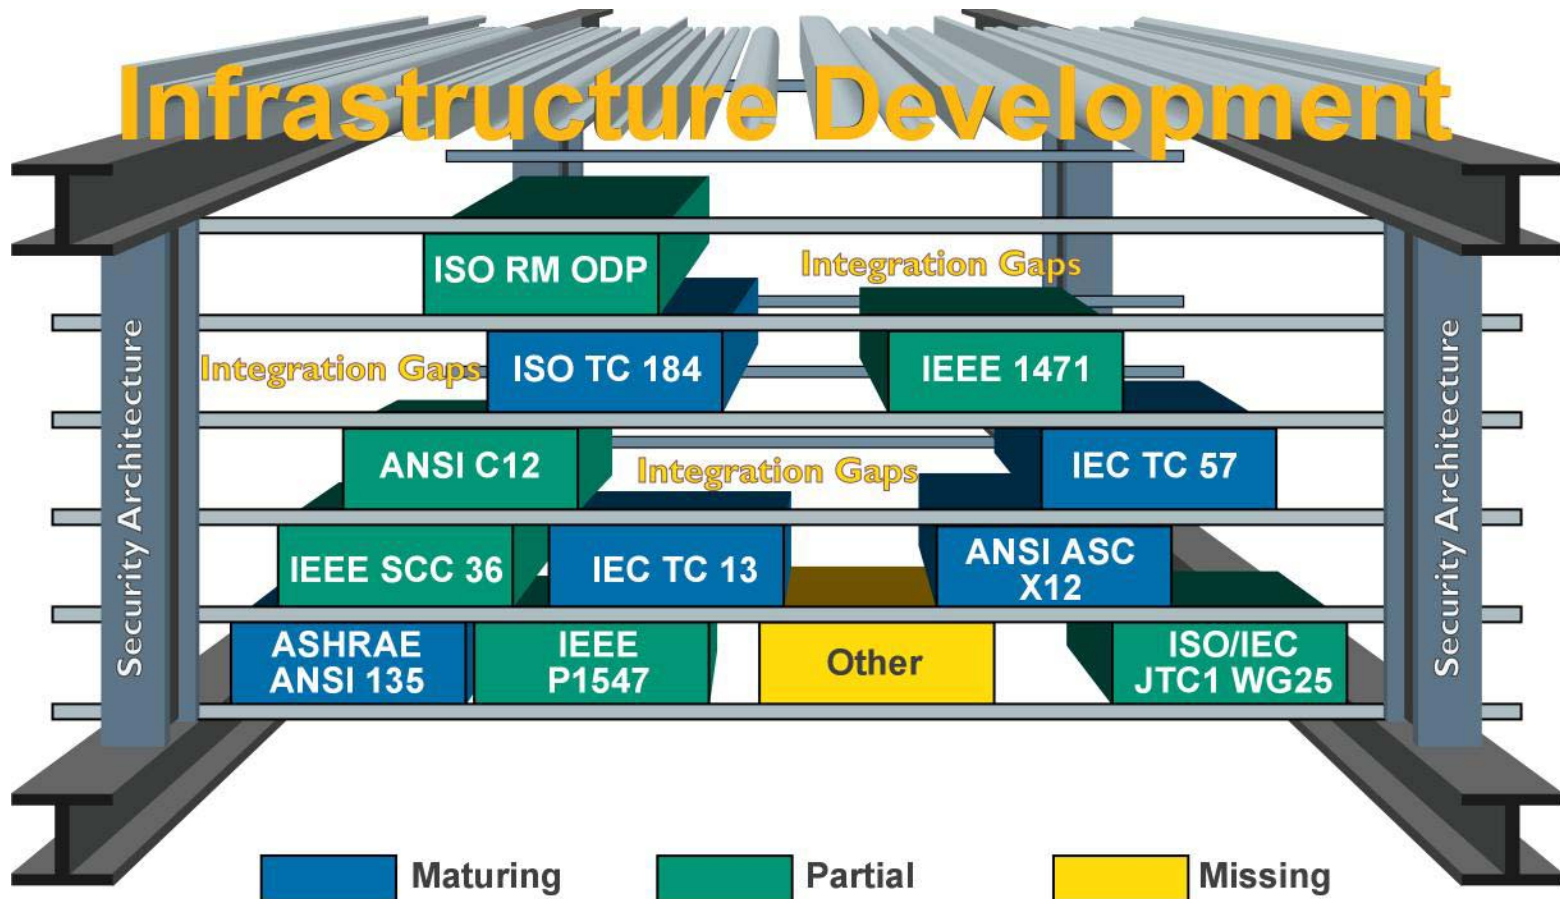 Infrastructure Development
ISO RM ODP
Integration Gaps
Integration Gaps
ISO TC 184
IEEE 1471
Security Architecture
Security Architecture
ANSI C12
Integration Gaps
IEC TC 57
IEEE SCC 36
IEC TC 13
ANSI ASC
X12
ASHRAE
ANSI 135
IEEE
P1547
Other
ISO/IEC
JTC1 WG25
Maturing
Partial
Missing